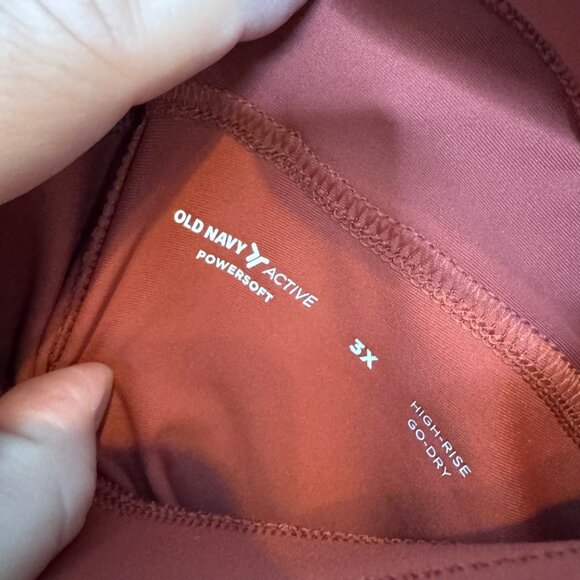 OLD NAVY ACTIVE
POWERSOFT
3X
HIGH-RISE
GO-DRY